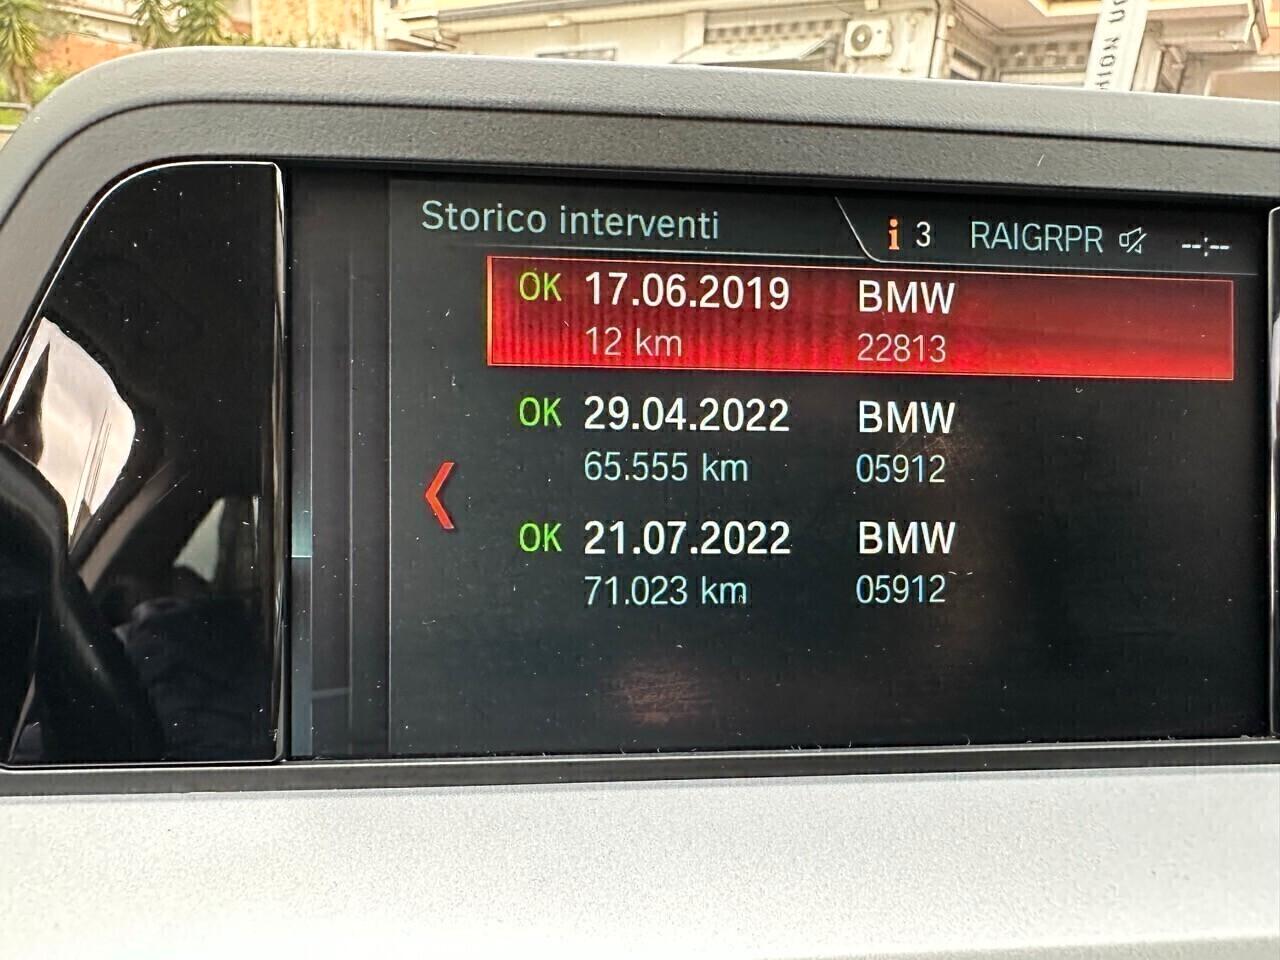 Storico interventi
i 3 RAIGRPR --:--
OK 17.06.2019 BMW
12 km 22813
OK 29.04.2022 BMW
65.555 km 05912
OK 21.07.2022 BMW
71.023 km 05912